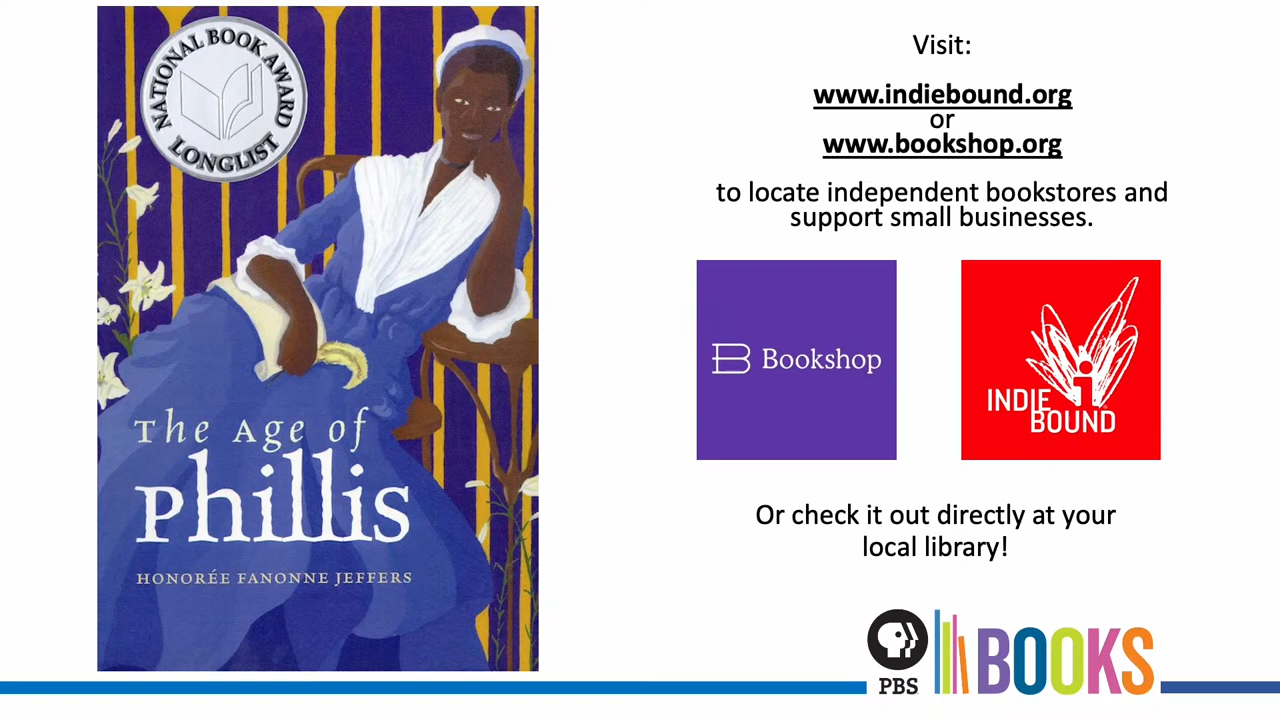 NATIONAL BOOK AWARD
LONGLIST
The Age of
Phillis
HONORÉE FANONNE JEFFERS
Visit:
www.indiebound.org
or
www.bookshop.org
to locate independent bookstores and
support small businesses.
B Bookshop
INDIE
BOUND
Or check it out directly at your
local library!
PBS
BOOKS